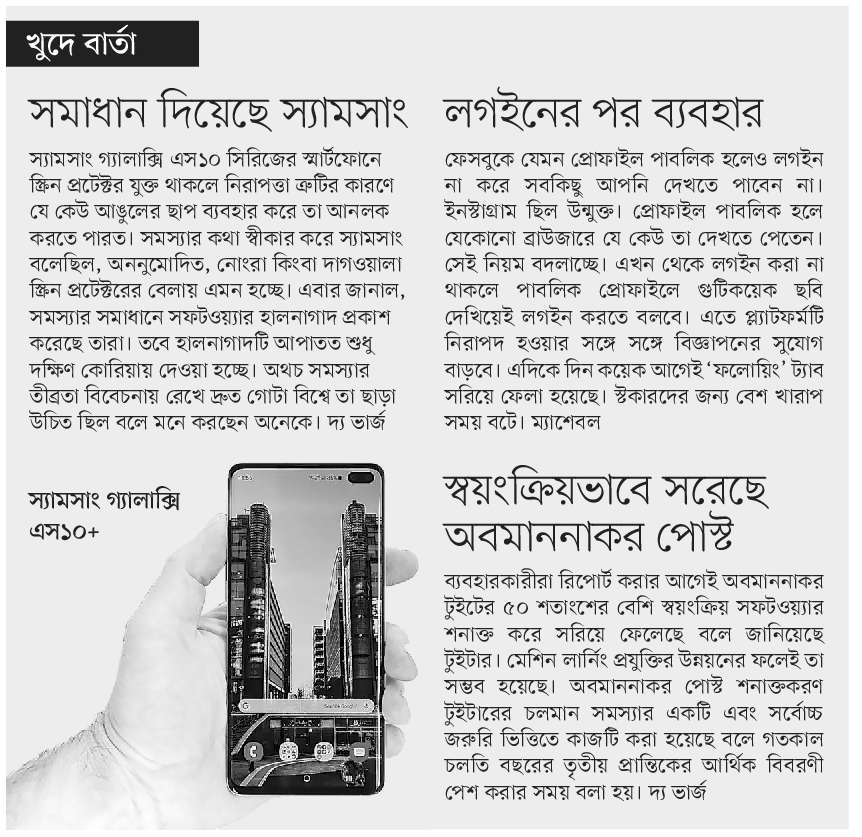 খুদে বার্তা
সমাধান দিয়েছে স্যামসাং
স্যামসাং গ্যালাক্সি এস১০ সিরিজের স্মার্টফোনে
স্ক্রিন প্রটেক্টর যুক্ত থাকলে নিরাপত্তা ত্রুটির কারণে
যে কেউ আঙুলের ছাপ ব্যবহার করে তা আনলক
করতে পারত। সমস্যার কথা স্বীকার করে স্যামসাং
বলেছিল, অননুমোদিত, নোংরা কিংবা দাগওয়ালা
স্ক্রিন প্রটেক্টরের বেলায় এমন হচ্ছে। এবার জানাল,
সমস্যার সমাধানে সফটওয়্যার হালনাগাদ প্রকাশ
করেছে তারা। তবে হালনাগাদটি আপাতত শুধু
দক্ষিণ কোরিয়ায় দেওয়া হচ্ছে। অথচ সমস্যার
তীব্রতা বিবেচনায় রেখে দ্রুত গোটা বিশ্বে তা ছাড়া
উচিত ছিল বলে মনে করছেন অনেকে। দ্য ভার্জ
স্যামসাং গ্যালাক্সি
এস১০+
লগইনের পর ব্যবহার
ফেসবুকে যেমন প্রোফাইল পাবলিক হলেও লগইন
না করে সবকিছু আপনি দেখতে পাবেন না।
ইনস্টাগ্রাম ছিল উন্মুক্ত। প্রোফাইল পাবলিক হলে
যেকোনো ব্রাউজারে যে কেউ তা দেখতে পেতেন।
সেই নিয়ম বদলাচ্ছে। এখন থেকে লগইন করা না
থাকলে পাবলিক প্রোফাইলে গুটিকয়েক ছবি
দেখিয়েই লগইন করতে বলবে। এতে প্ল্যাটফর্মটি
নিরাপদ হওয়ার সঙ্গে সঙ্গে বিজ্ঞাপনের সুযোগ
বাড়বে। এদিকে দিন কয়েক আগেই ‘ফলোয়িং’ ট্যাব
সরিয়ে ফেলা হয়েছে। স্টকারদের জন্য বেশ খারাপ
সময় বটে। ম্যাশেবল
স্বয়ংক্রিয়ভাবে সরেছে
অবমাননাকর পোস্ট
ব্যবহারকারীরা রিপোর্ট করার আগেই অবমাননাকর
টুইটের ৫০ শতাংশের বেশি স্বয়ংক্রিয় সফটওয়্যার
শনাক্ত করে সরিয়ে ফেলেছে বলে জানিয়েছে
টুইটার। মেশিন লার্নিং প্রযুক্তির উন্নয়নের ফলেই তা
সম্ভব হয়েছে। অবমাননাকর পোস্ট শনাক্তকরণ
টুইটারের চলমান সমস্যার একটি এবং সর্বোচ্চ
জরুরি ভিত্তিতে কাজটি করা হয়েছে বলে গতকাল
চলতি বছরের তৃতীয় প্রান্তিকের আর্থিক বিবরণী
পেশ করার সময় বলা হয়। দ্য ভার্জ